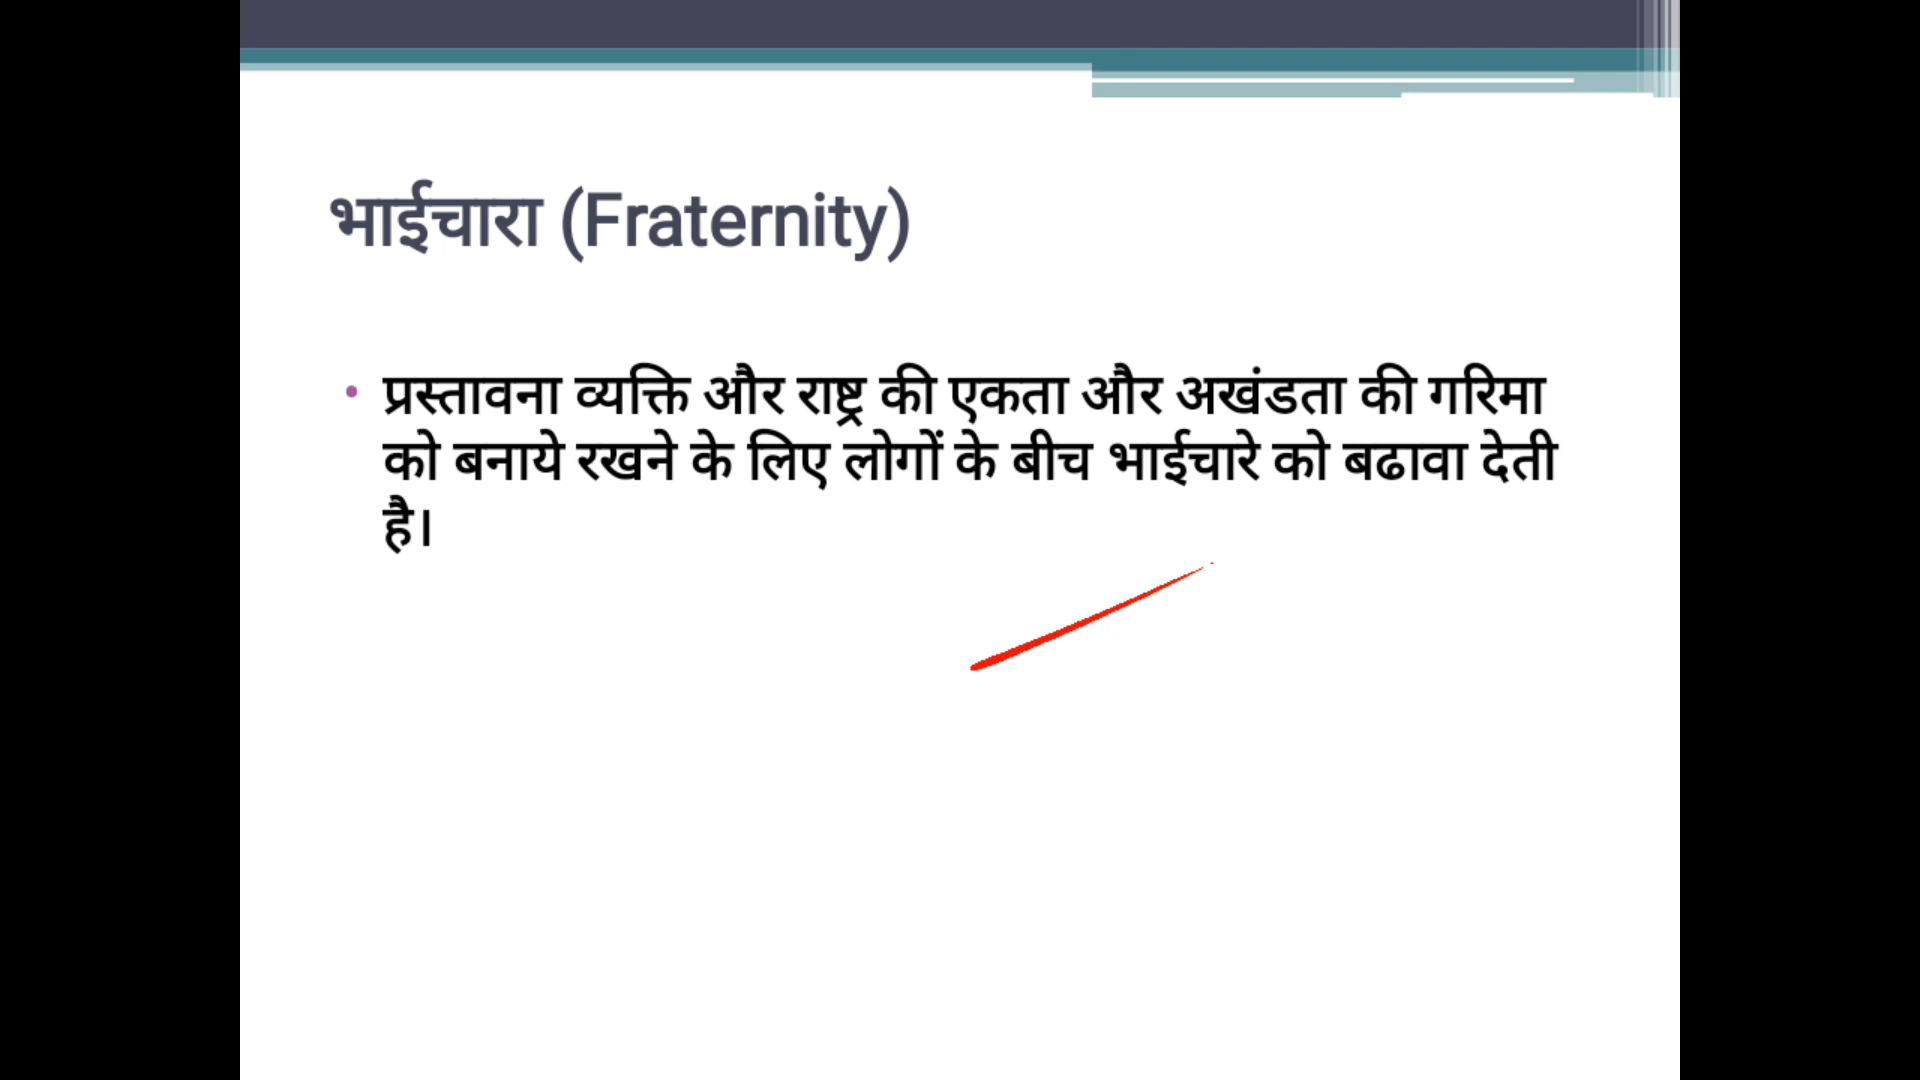 भाईचारा (Fraternity)
• प्रस्तावना व्यक्ति और राष्ट्र की एकता और अखंडता की गरिमा
को बनाये रखने के लिए लोगों के बीच भाईचारे को बढावा देती
है।